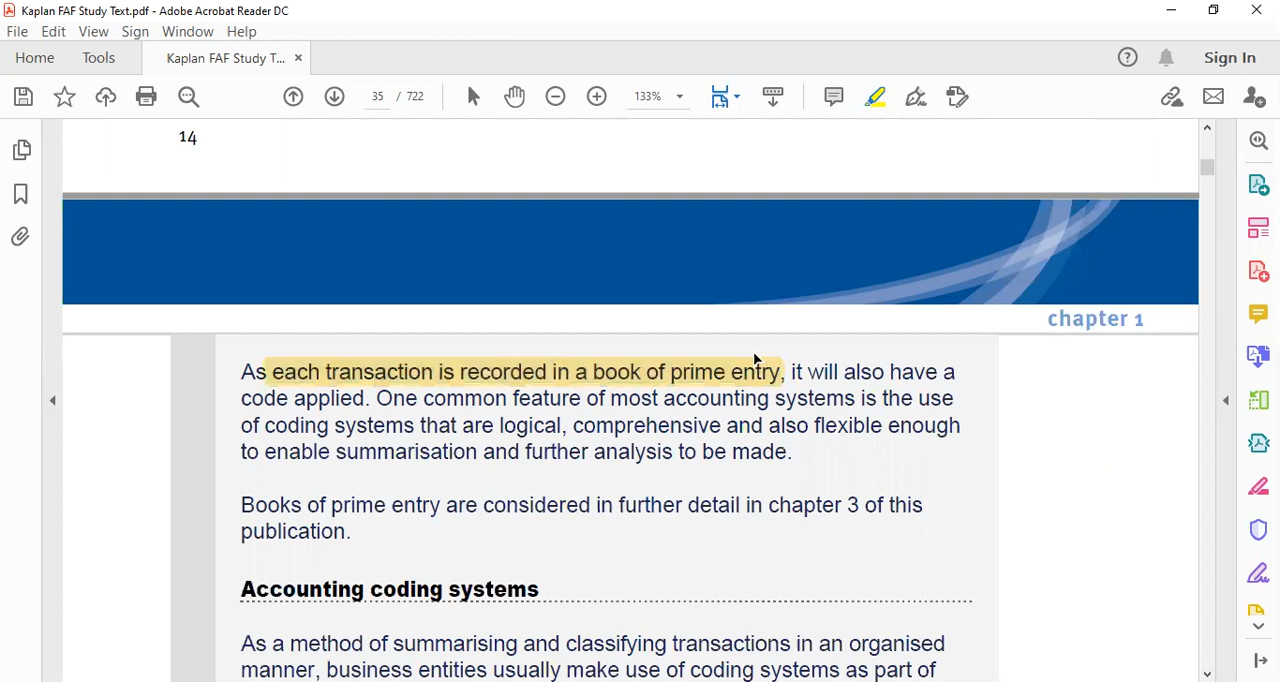 Kaplan FAF Study Text.pdf - Adobe Acrobat Reader DC
File Edit View Sign Window Help
Home Tools Kaplan FAF Study T... × Sign In
35 / 722 133%
14
chapter 1
As each transaction is recorded in a book of prime entry, it will also have a
code applied. One common feature of most accounting systems is the use
of coding systems that are logical, comprehensive and also flexible enough
to enable summarisation and further analysis to be made.
Books of prime entry are considered in further detail in chapter 3 of this
publication.
Accounting coding systems
As a method of summarising and classifying transactions in an organised
manner, business entities usually make use of coding systems as part of